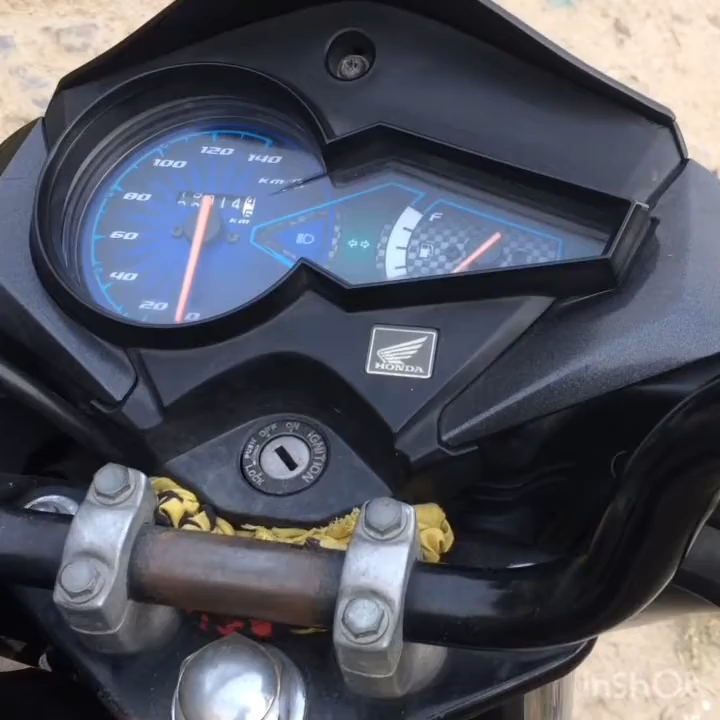 140
120
100
80
60
40
20
0
km/h
km
F
HONDA
ON
OFF
PUSH
LOCK
IGNITION
InShOt